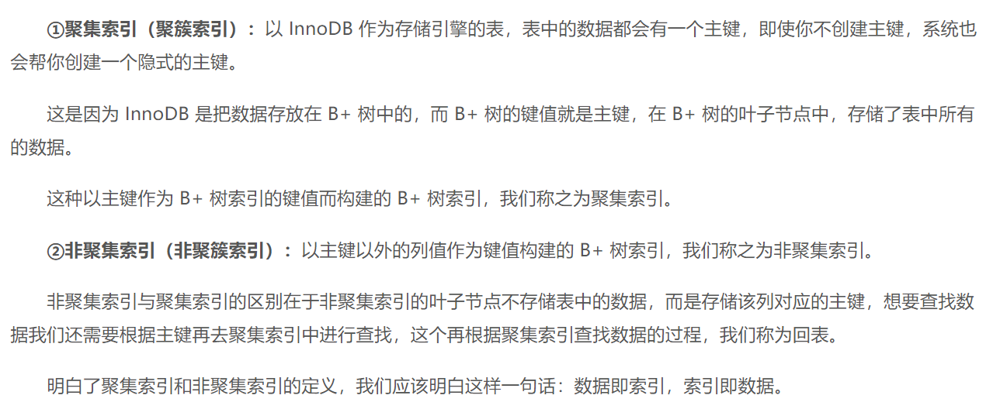 ①聚集索引（聚簇索引）：以 InnoDB 作为存储引擎的表，表中的数据都会有一个主键，即使你不创建主键，系统也
会帮你创建一个隐式的主键。
这是因为 InnoDB 是把数据存放在 B+ 树中的，而 B+ 树的键值就是主键，在 B+ 树的叶子节点中，存储了表中所有
的数据。
这种以主键作为 B+ 树索引的键值而构建的 B+ 树索引，我们称之为聚集索引。
②非聚集索引（非聚簇索引）：以主键以外的列值作为键值构建的 B+ 树索引，我们称之为非聚集索引。
非聚集索引与聚集索引的区别在于非聚集索引的叶子节点不存储表中的数据，而是存储该列对应的主键，想要查找数
据我们还需要根据主键再去聚集索引中进行查找，这个再根据聚集索引查找数据的过程，我们称为回表。
明白了聚集索引和非聚集索引的定义，我们应该明白这样一句话：数据即索引，索引即数据。